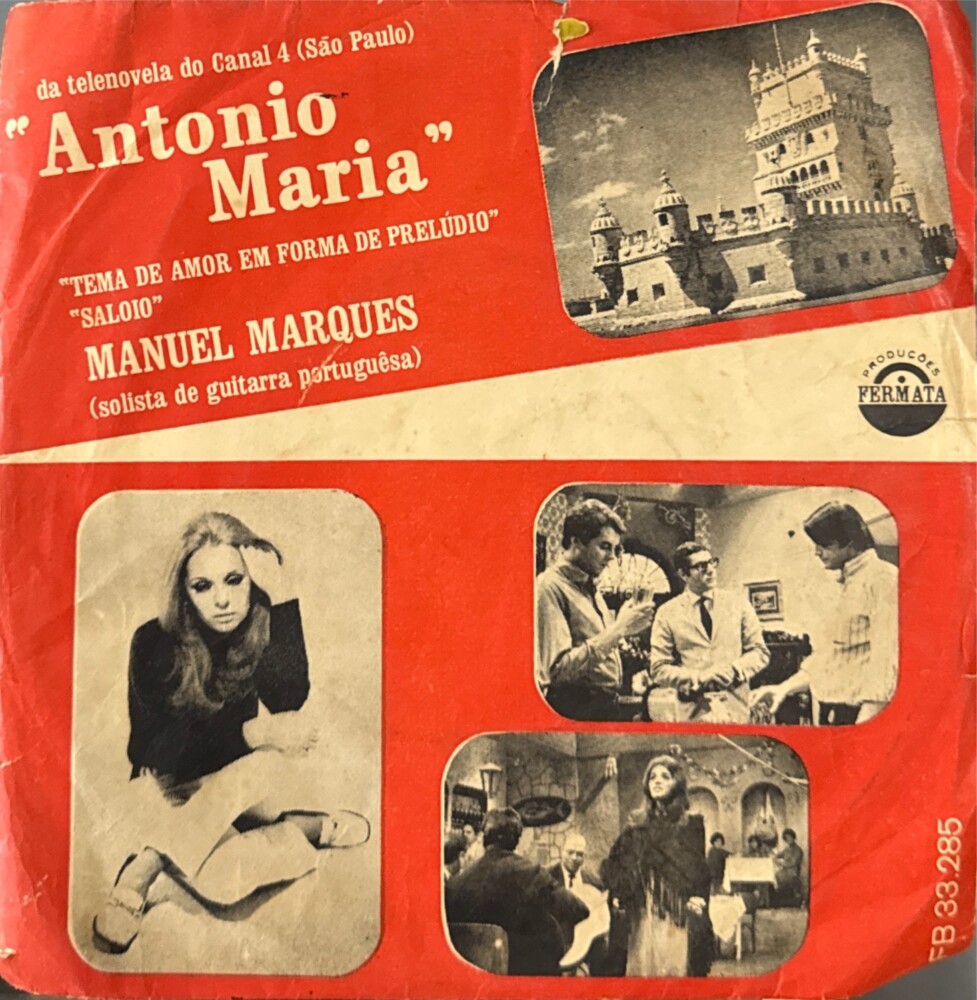 da telenovela do Canal 4 (São Paulo)
"Antonio
Maria"
"TEMA DE AMOR EM FORMA DE PRELÚDIO"
"SALOIO"
MANUEL MARQUES
(solista de guitarra portuguêsa)
PRODUÇÕES
FERMATA
FB 33.285